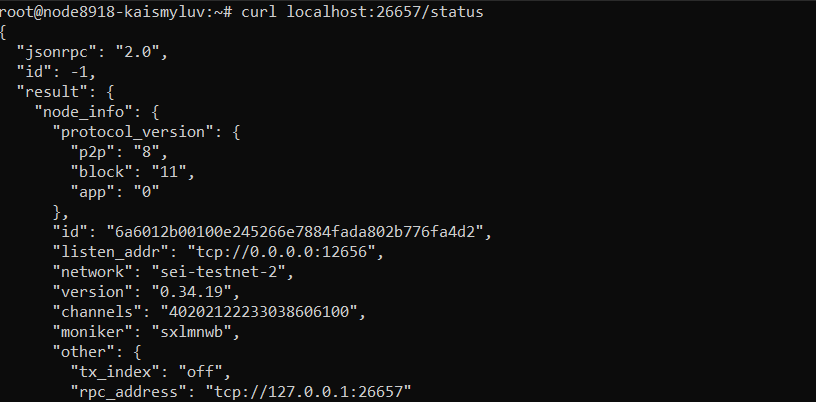 root@node8918-kaismyluv:~# curl localhost:26657/status
{
  "jsonrpc": "2.0",
  "id": -1,
  "result": {
    "node_info": {
      "protocol_version": {
        "p2p": "8",
        "block": "11",
        "app": "0"
      },
      "id": "6a6012b00100e245266e7884fada802b776fa4d2",
      "listen_addr": "tcp://0.0.0.0:12656",
      "network": "sei-testnet-2",
      "version": "0.34.19",
      "channels": "40202122233038606100",
      "moniker": "sxlmnwb",
      "other": {
        "tx_index": "off",
        "rpc_address": "tcp://127.0.0.1:26657"